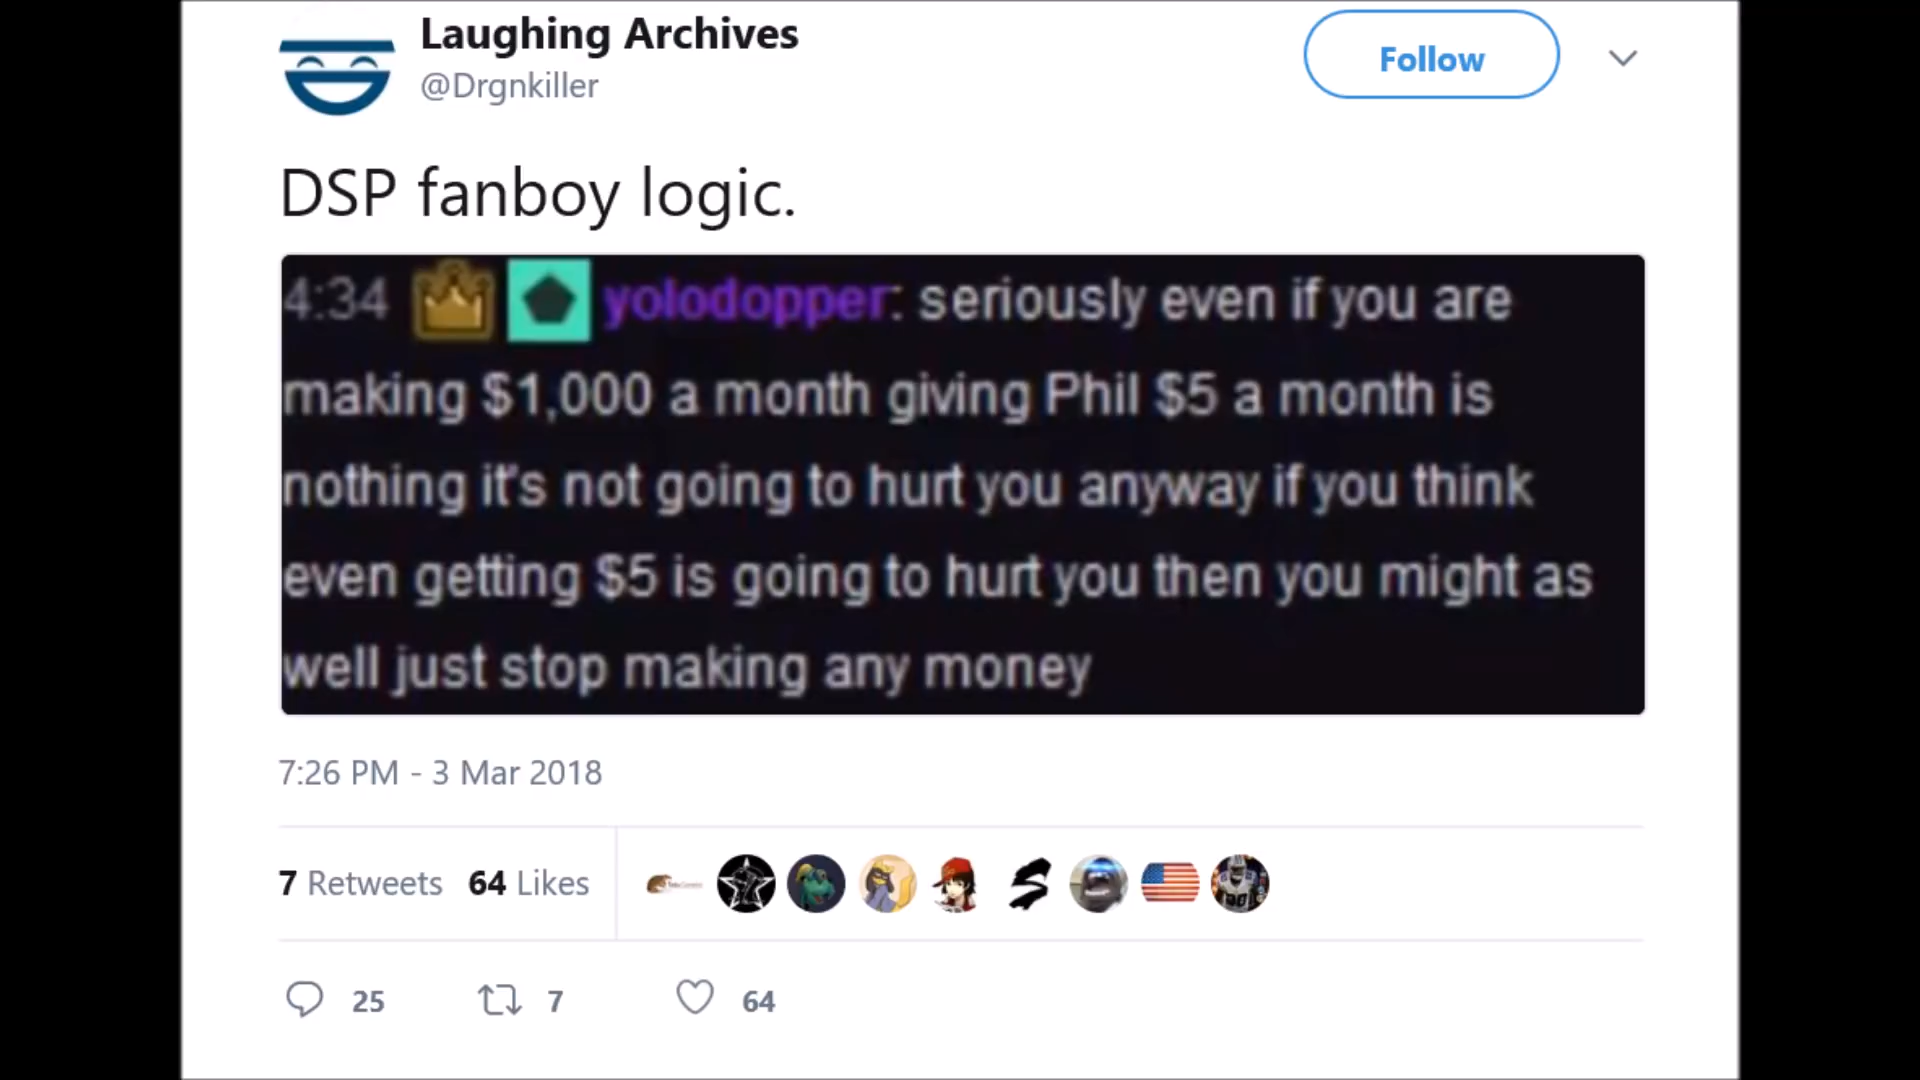 Laughing Archives
@Drgnkiller
Follow
DSP fanboy logic.
4:34 yolodopper: seriously even if you are
making $1,000 a month giving Phil $5 a month is
nothing it's not going to hurt you anyway if you think
even getting $5 is going to hurt you then you might as
well just stop making any money
7:26 PM - 3 Mar 2018
7 Retweets 64 Likes
25 7 64